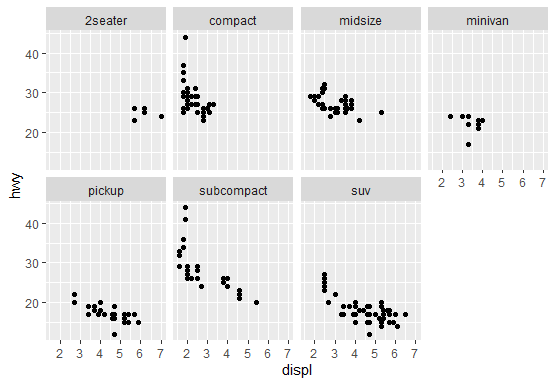 2seater compact midsize minivan
40
30
20
2 3 4 5 6 7
pickup subcompact suv
40
30
20
2 3 4 5 6 7 2 3 4 5 6 7 2 3 4 5 6 7
displ
hwy